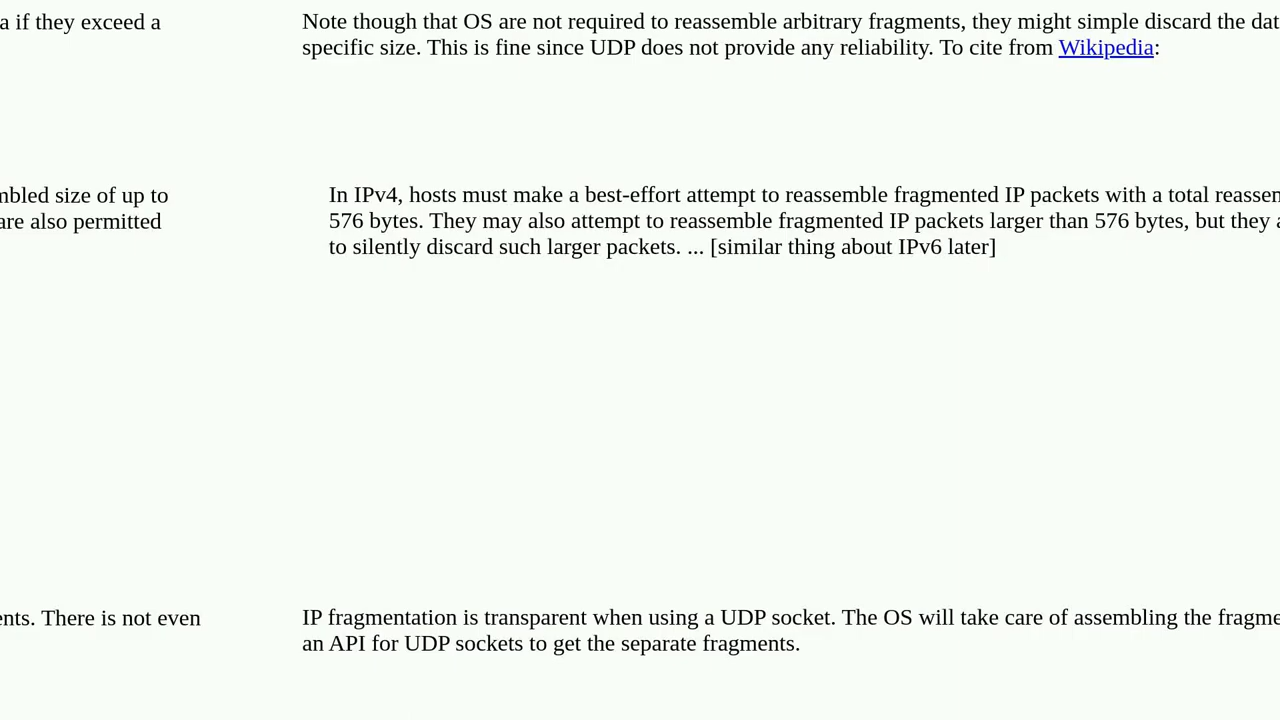 a if they exceed a
mbled size of up to
are also permitted
ents. There is not even
Note though that OS are not required to reassemble arbitrary fragments, they might simple discard the dat
specific size. This is fine since UDP does not provide any reliability. To cite from Wikipedia:
In IPv4, hosts must make a best-effort attempt to reassemble fragmented IP packets with a total reassem
576 bytes. They may also attempt to reassemble fragmented IP packets larger than 576 bytes, but they a
to silently discard such larger packets. ... [similar thing about IPv6 later]
IP fragmentation is transparent when using a UDP socket. The OS will take care of assembling the fragme
an API for UDP sockets to get the separate fragments.